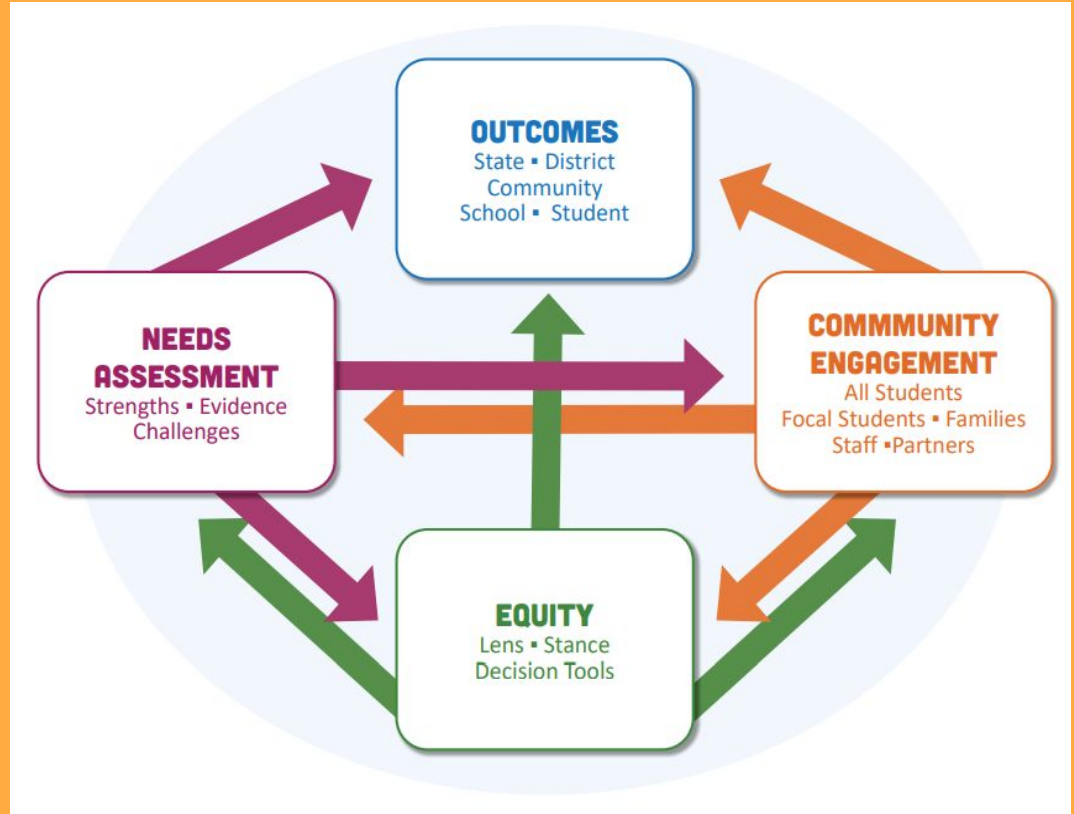 OUTCOMES
State ▪ District
Community
School ▪ Student
NEEDS
ASSESSMENT
Strengths ▪ Evidence
Challenges
COMMMUNITY
ENGAGEMENT
All Students
Focal Students ▪ Families
Staff ▪Partners
EQUITY
Lens ▪ Stance
Decision Tools